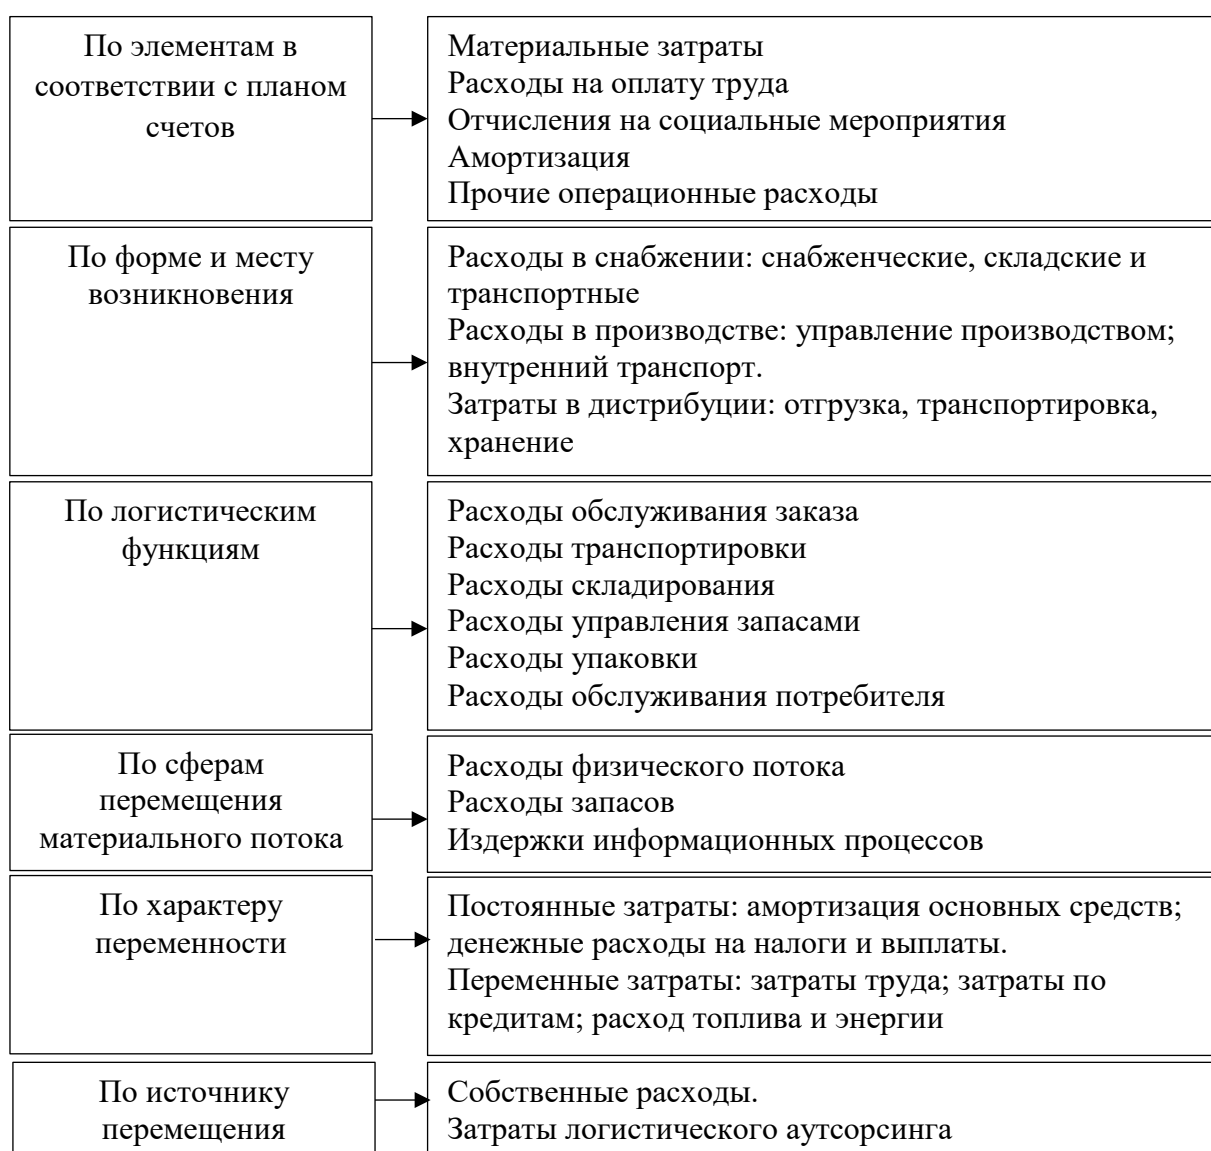 По элементам в
соответствии с планом
счетов
Материальные затраты
Расходы на оплату труда
Отчисления на социальные мероприятия
Амортизация
Прочие операционные расходы
По форме и месту
возникновения
Расходы в снабжении: снабженческие, складские и
транспортные
Расходы в производстве: управление производством;
внутренний транспорт.
Затраты в дистрибуции: отгрузка, транспортировка,
хранение
По логистическим
функциям
Расходы обслуживания заказа
Расходы транспортировки
Расходы складирования
Расходы управления запасами
Расходы упаковки
Расходы обслуживания потребителя
По сферам
перемещения
материального потока
Расходы физического потока
Расходы запасов
Издержки информационных процессов
По характеру
переменности
Постоянные затраты: амортизация основных средств;
денежные расходы на налоги и выплаты.
Переменные затраты: затраты труда; затраты по
кредитам; расход топлива и энергии
По источнику
перемещения
Собственные расходы.
Затраты логистического аутсорсинга